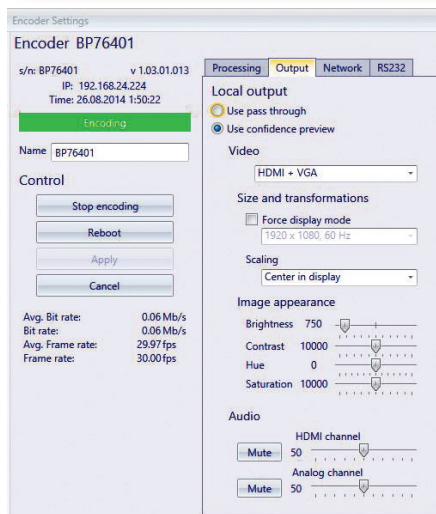 Encoder Settings
Encoder BP76401
s/n: BP76401 v 1.03.01.013
IP: 192.168.24.224
Time: 26.08.2014 1:50:22
Encoding
Name BP76401
Control
Stop encoding
Reboot
Apply
Cancel
Avg. Bit rate: 0.06 Mb/s
Bit rate: 0.06 Mb/s
Avg. Frame rate: 29.97 fps
Frame rate: 30.00 fps
Processing Output Network RS232
Local output
Use pass through
Use confidence preview
Video
HDMI + VGA
Size and transformations
Force display mode
1920 x 1080, 60 Hz
Scaling
Center in display
Image appearance
Brightness 750
Contrast 10000
Hue 0
Saturation 10000
Audio
HDMI channel
Mute 50
Analog channel
Mute 50